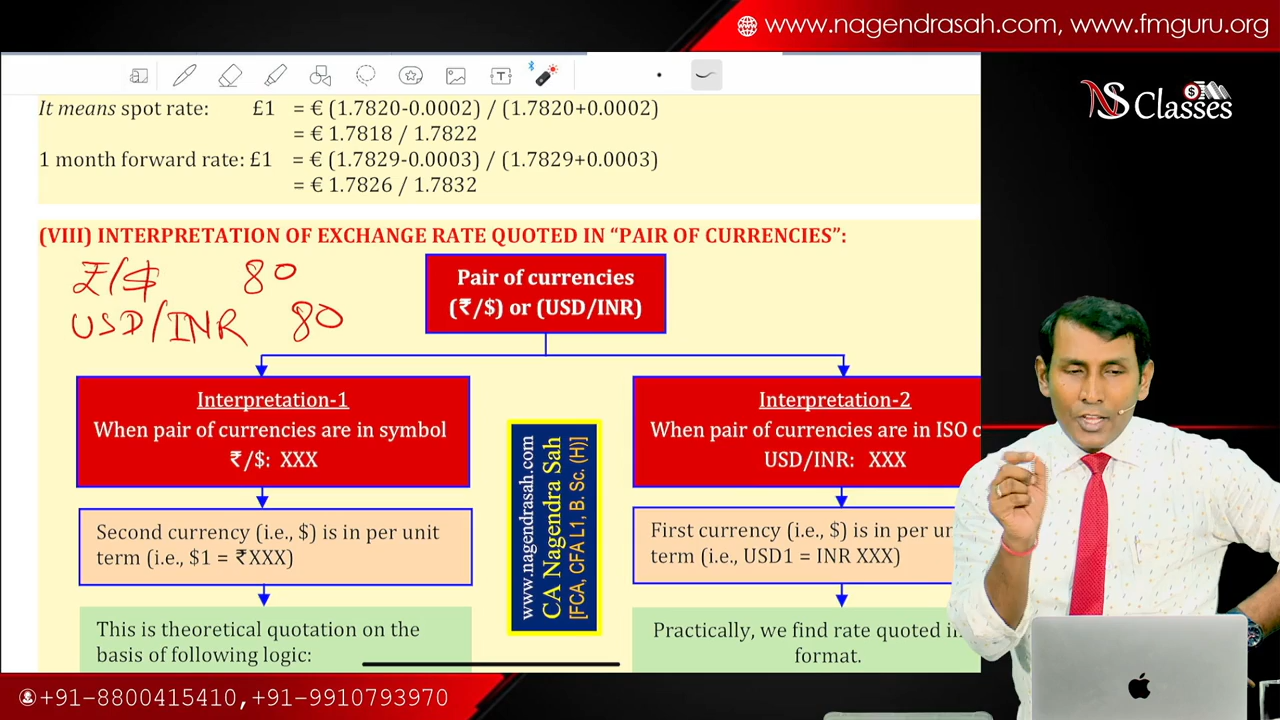 www.nagendrasah.com, www.fmguru.org
NS Classes
It means spot rate: £1 = € (1.7820-0.0002) / (1.7820+0.0002)
= € 1.7818 / 1.7822
1 month forward rate: £1 = € (1.7829-0.0003) / (1.7829+0.0003)
= € 1.7826 / 1.7832
(VIII) INTERPRETATION OF EXCHANGE RATE QUOTED IN “PAIR OF CURRENCIES”:
₹/$ 80
USD/INR 80
Pair of currencies
(₹/$) or (USD/INR)
Interpretation-1
When pair of currencies are in symbol
₹/$: XXX
Interpretation-2
When pair of currencies are in ISO c
USD/INR: XXX
www.nagendrasah.com
CA Nagendra Sah
[FCA, CFA L1, B. Sc. (H)]
Second currency (i.e., $) is in per unit
term (i.e., $1 = ₹XXX)
First currency (i.e., $) is in per un
term (i.e., USD1 = INR XXX)
This is theoretical quotation on the
basis of following logic:
Practically, we find rate quoted in
format.
+91-8800415410,+91-9910793970